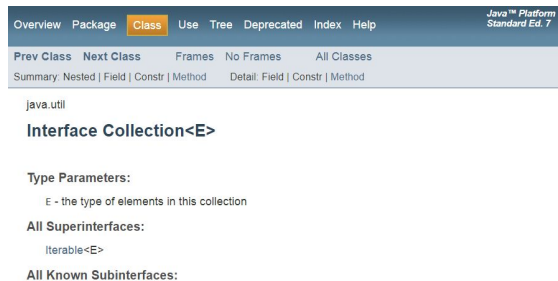 Overview Package Class Use Tree Deprecated Index Help
Java™ Platform
Standard Ed. 7
Prev Class Next Class Frames No Frames All Classes
Summary: Nested | Field | Constr | Method Detail: Field | Constr | Method
java.util
Interface Collection<E>
Type Parameters:
E - the type of elements in this collection
All Superinterfaces:
Iterable<E>
All Known Subinterfaces: